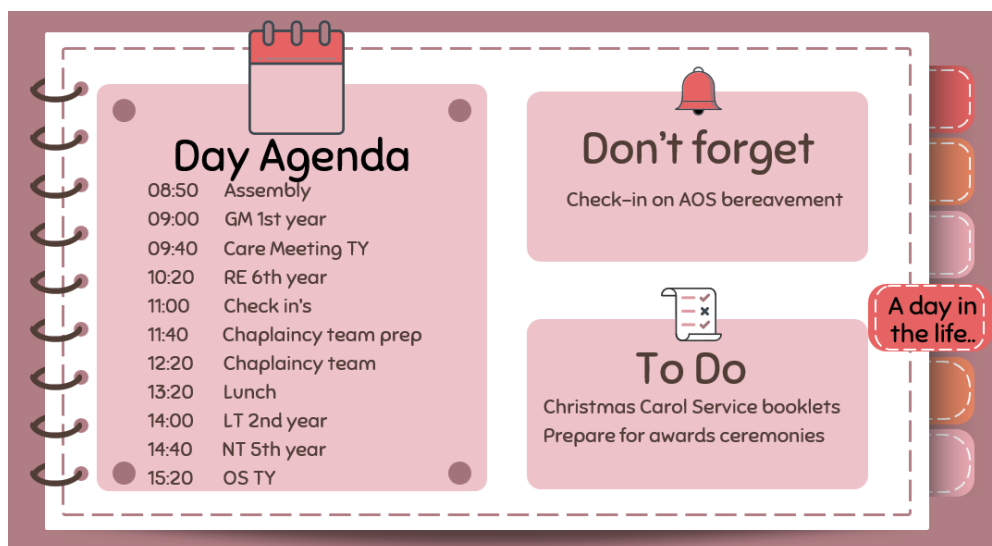 Day Agenda
08:50 Assembly
09:00 GM 1st year
09:40 Care Meeting TY
10:20 RE 6th year
11:00 Check in's
11:40 Chaplaincy team prep
12:20 Chaplaincy team
13:20 Lunch
14:00 LT 2nd year
14:40 NT 5th year
15:20 OS TY
Don't forget
Check-in on AOS bereavement
To Do
Christmas Carol Service booklets
Prepare for awards ceremonies
A day in
the life..